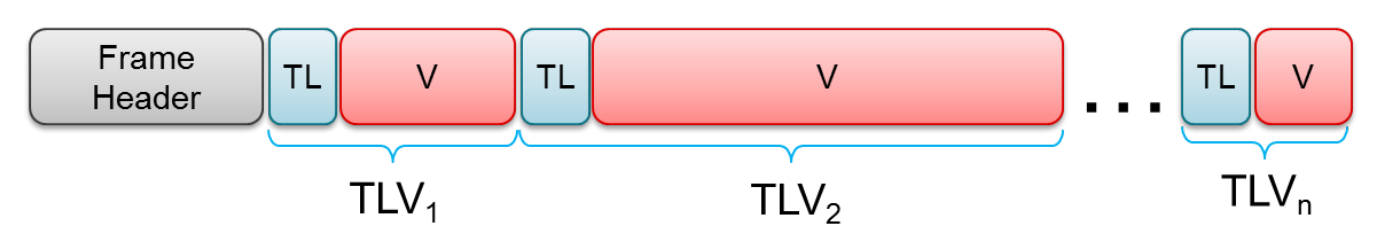 Frame
Header
TL
V
TL
V
...
TL
V
TLV₁
TLV₂
TLVₙ